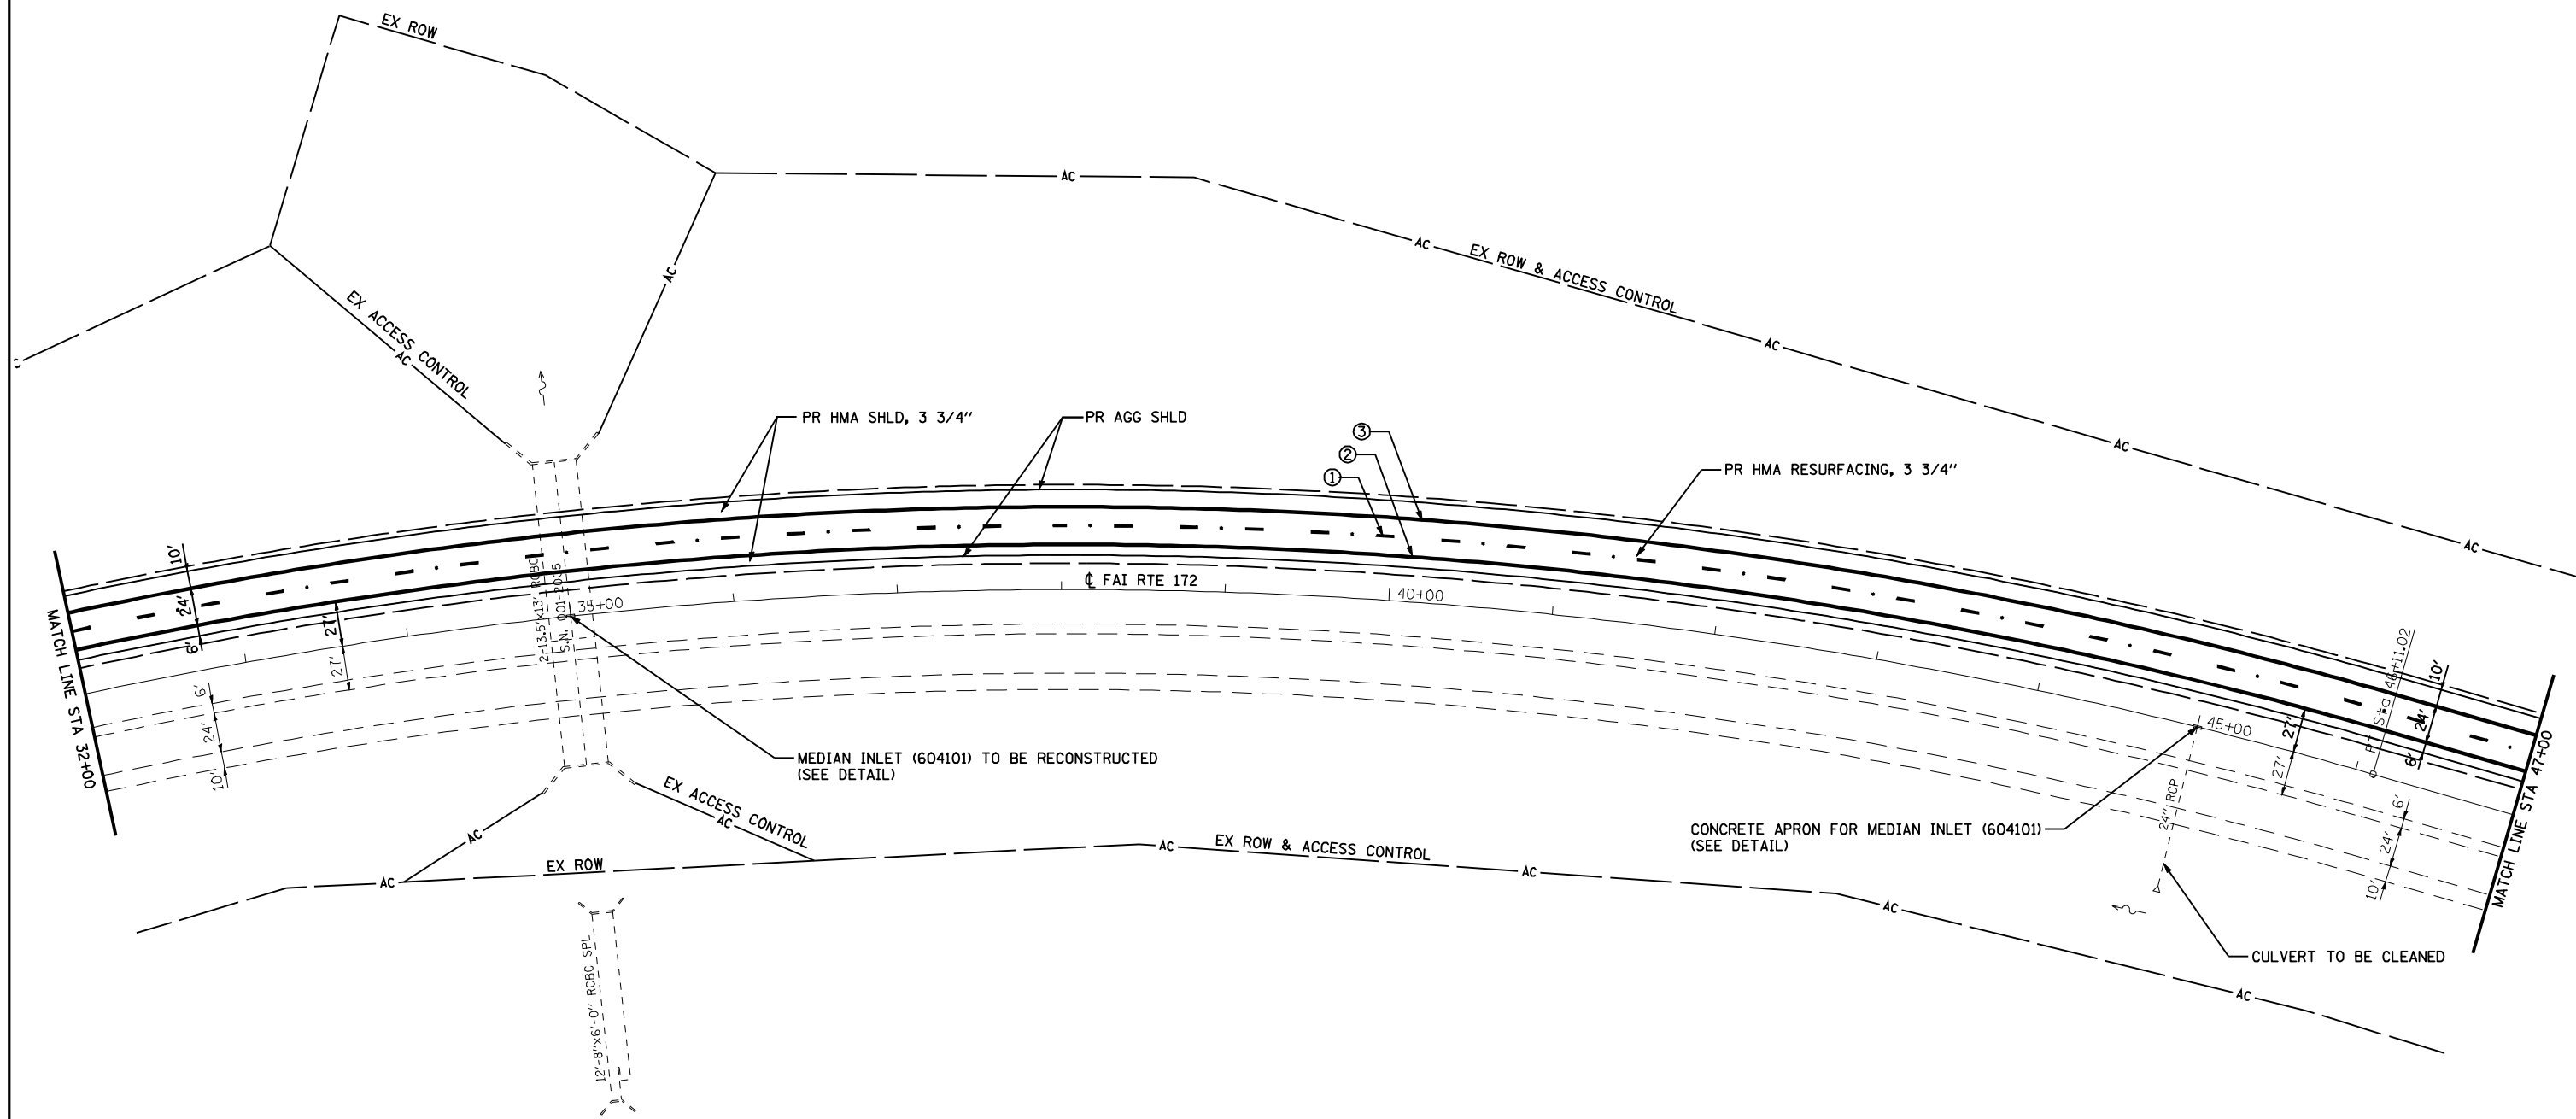 EX ROW
AC
EX ROW & ACCESS CONTROL
AC
AC
AC
AC
AC
EX ACCESS CONTROL
AC
PR HMA SHLD, 3 3/4"
PR AGG SHLD
3
2
1
PR HMA RESURFACING, 3 3/4"
MATCH LINE STA 32+00
10'
24'
6'
27'
27'
6'
24'
10'
2-13.5'x13' RCBC
S.N. 001-2005
35+00
℄ FAI RTE 172
40+00
45+00
PT Sta 46+11.02
10'
24'
6'
27'
27'
6'
24'
10'
MATCH LINE STA 47+00
MEDIAN INLET (604101) TO BE RECONSTRUCTED
(SEE DETAIL)
24" RCP
CONCRETE APRON FOR MEDIAN INLET (604101)
(SEE DETAIL)
EX ACCESS CONTROL
AC
AC
AC
EX ROW
AC
EX ROW & ACCESS CONTROL
AC
AC
AC
CULVERT TO BE CLEANED
12'-8"x6'-0" RCBC SPL